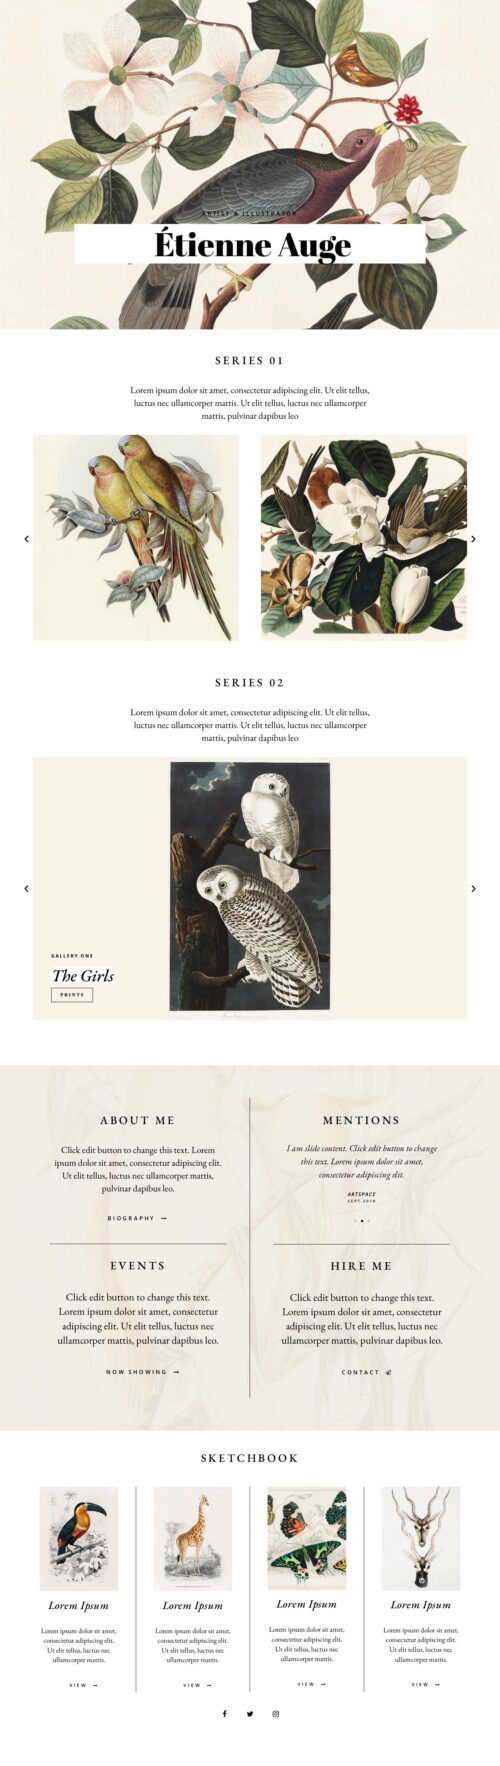 ARTIST & ILLUSTRATOR
Étienne Auge
SERIES 01
Lorem ipsum dolor sit amet, consectetur adipiscing elit. Ut elit tellus,
luctus nec ullamcorper mattis. Ut elit tellus, luctus nec ullamcorper
mattis, pulvinar dapibus leo
SERIES 02
Lorem ipsum dolor sit amet, consectetur adipiscing elit. Ut elit tellus,
luctus nec ullamcorper mattis. Ut elit tellus, luctus nec ullamcorper
mattis, pulvinar dapibus leo
GALLERY ONE
The Girls
PRINTS
ABOUT ME
Click edit button to change this text. Lorem
ipsum dolor sit amet, consectetur adipiscing elit.
Ut elit tellus, luctus nec ullamcorper mattis,
pulvinar dapibus leo.
BIOGRAPHY
MENTIONS
I am slide content. Click edit button to change
this text. Lorem ipsum dolor sit amet,
consectetur adipiscing elit.
ARTSPACE
SEPT 2018
EVENTS
Click edit button to change this text.
Lorem ipsum dolor sit amet, consectetur
adipiscing elit. Ut elit tellus, luctus nec
ullamcorper mattis, pulvinar dapibus leo.
NOW SHOWING
HIRE ME
Click edit button to change this text.
Lorem ipsum dolor sit amet, consectetur
adipiscing elit. Ut elit tellus, luctus nec
ullamcorper mattis, pulvinar dapibus leo.
CONTACT
SKETCHBOOK
Lorem Ipsum
Lorem ipsum dolor sit amet,
consectetur adipiscing elit.
Ut elit tellus, luctus nec
ullamcorper mattis.
VIEW
Lorem Ipsum
Lorem ipsum dolor sit amet,
consectetur adipiscing elit.
Ut elit tellus, luctus nec
ullamcorper mattis.
VIEW
Lorem Ipsum
Lorem ipsum dolor sit amet,
consectetur adipiscing elit.
Ut elit tellus, luctus nec
ullamcorper mattis.
VIEW
Lorem Ipsum
Lorem ipsum dolor sit amet,
consectetur adipiscing elit.
Ut elit tellus, luctus nec
ullamcorper mattis.
VIEW